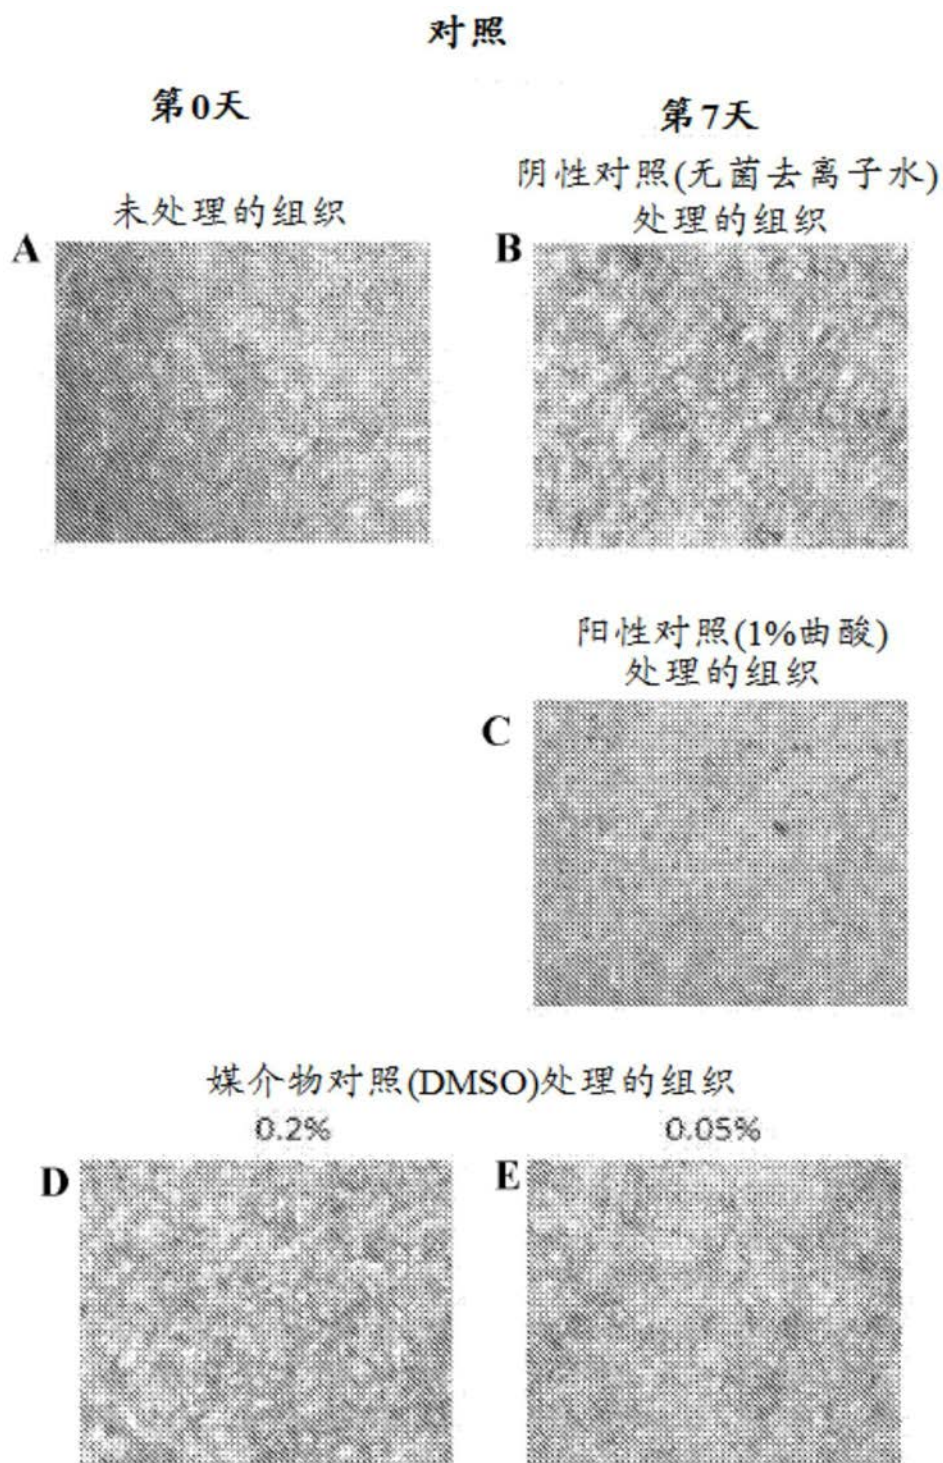 对照
第0天
第7天
未处理的组织
阴性对照(无菌去离子水)
处理的组织
A
B
阳性对照(1%曲酸)
处理的组织
C
媒介物对照(DMSO)处理的组织
0.2%
0.05%
D
E